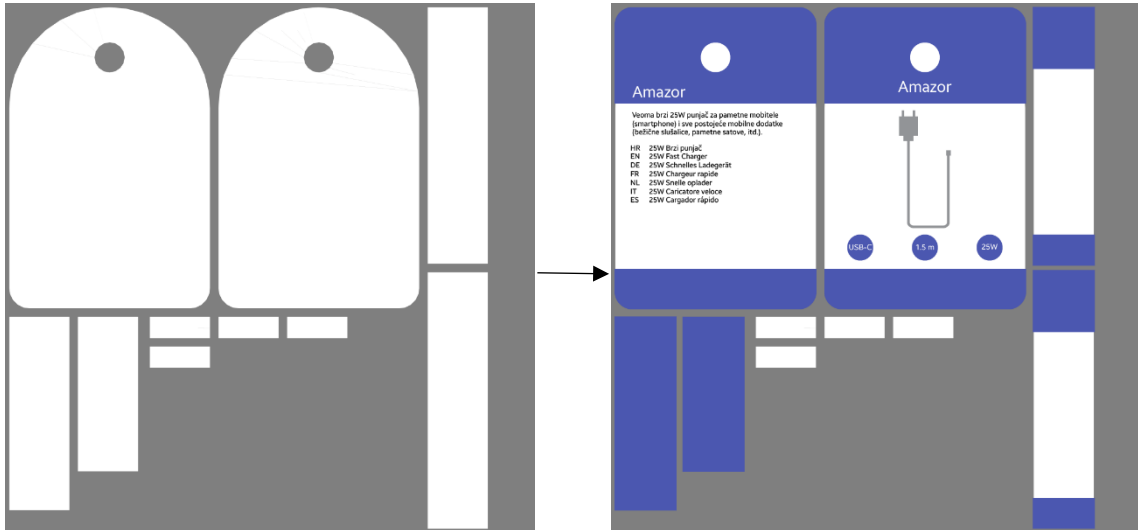 Amazor
Veoma brzi 25W punjač za pametne mobitele
(smartphone) i sve postojeće mobilne dodatke
(bežične slušalice, pametne satove, itd.).
HR 25W Brzi punjač
EN 25W Fast Charger
DE 25W Schnelles Ladegerät
FR 25W Chargeur rapide
NL 25W Snelle oplader
IT 25W Caricatore veloce
ES 25W Cargador rápido
Amazor
USB-C
1.5 m
25W